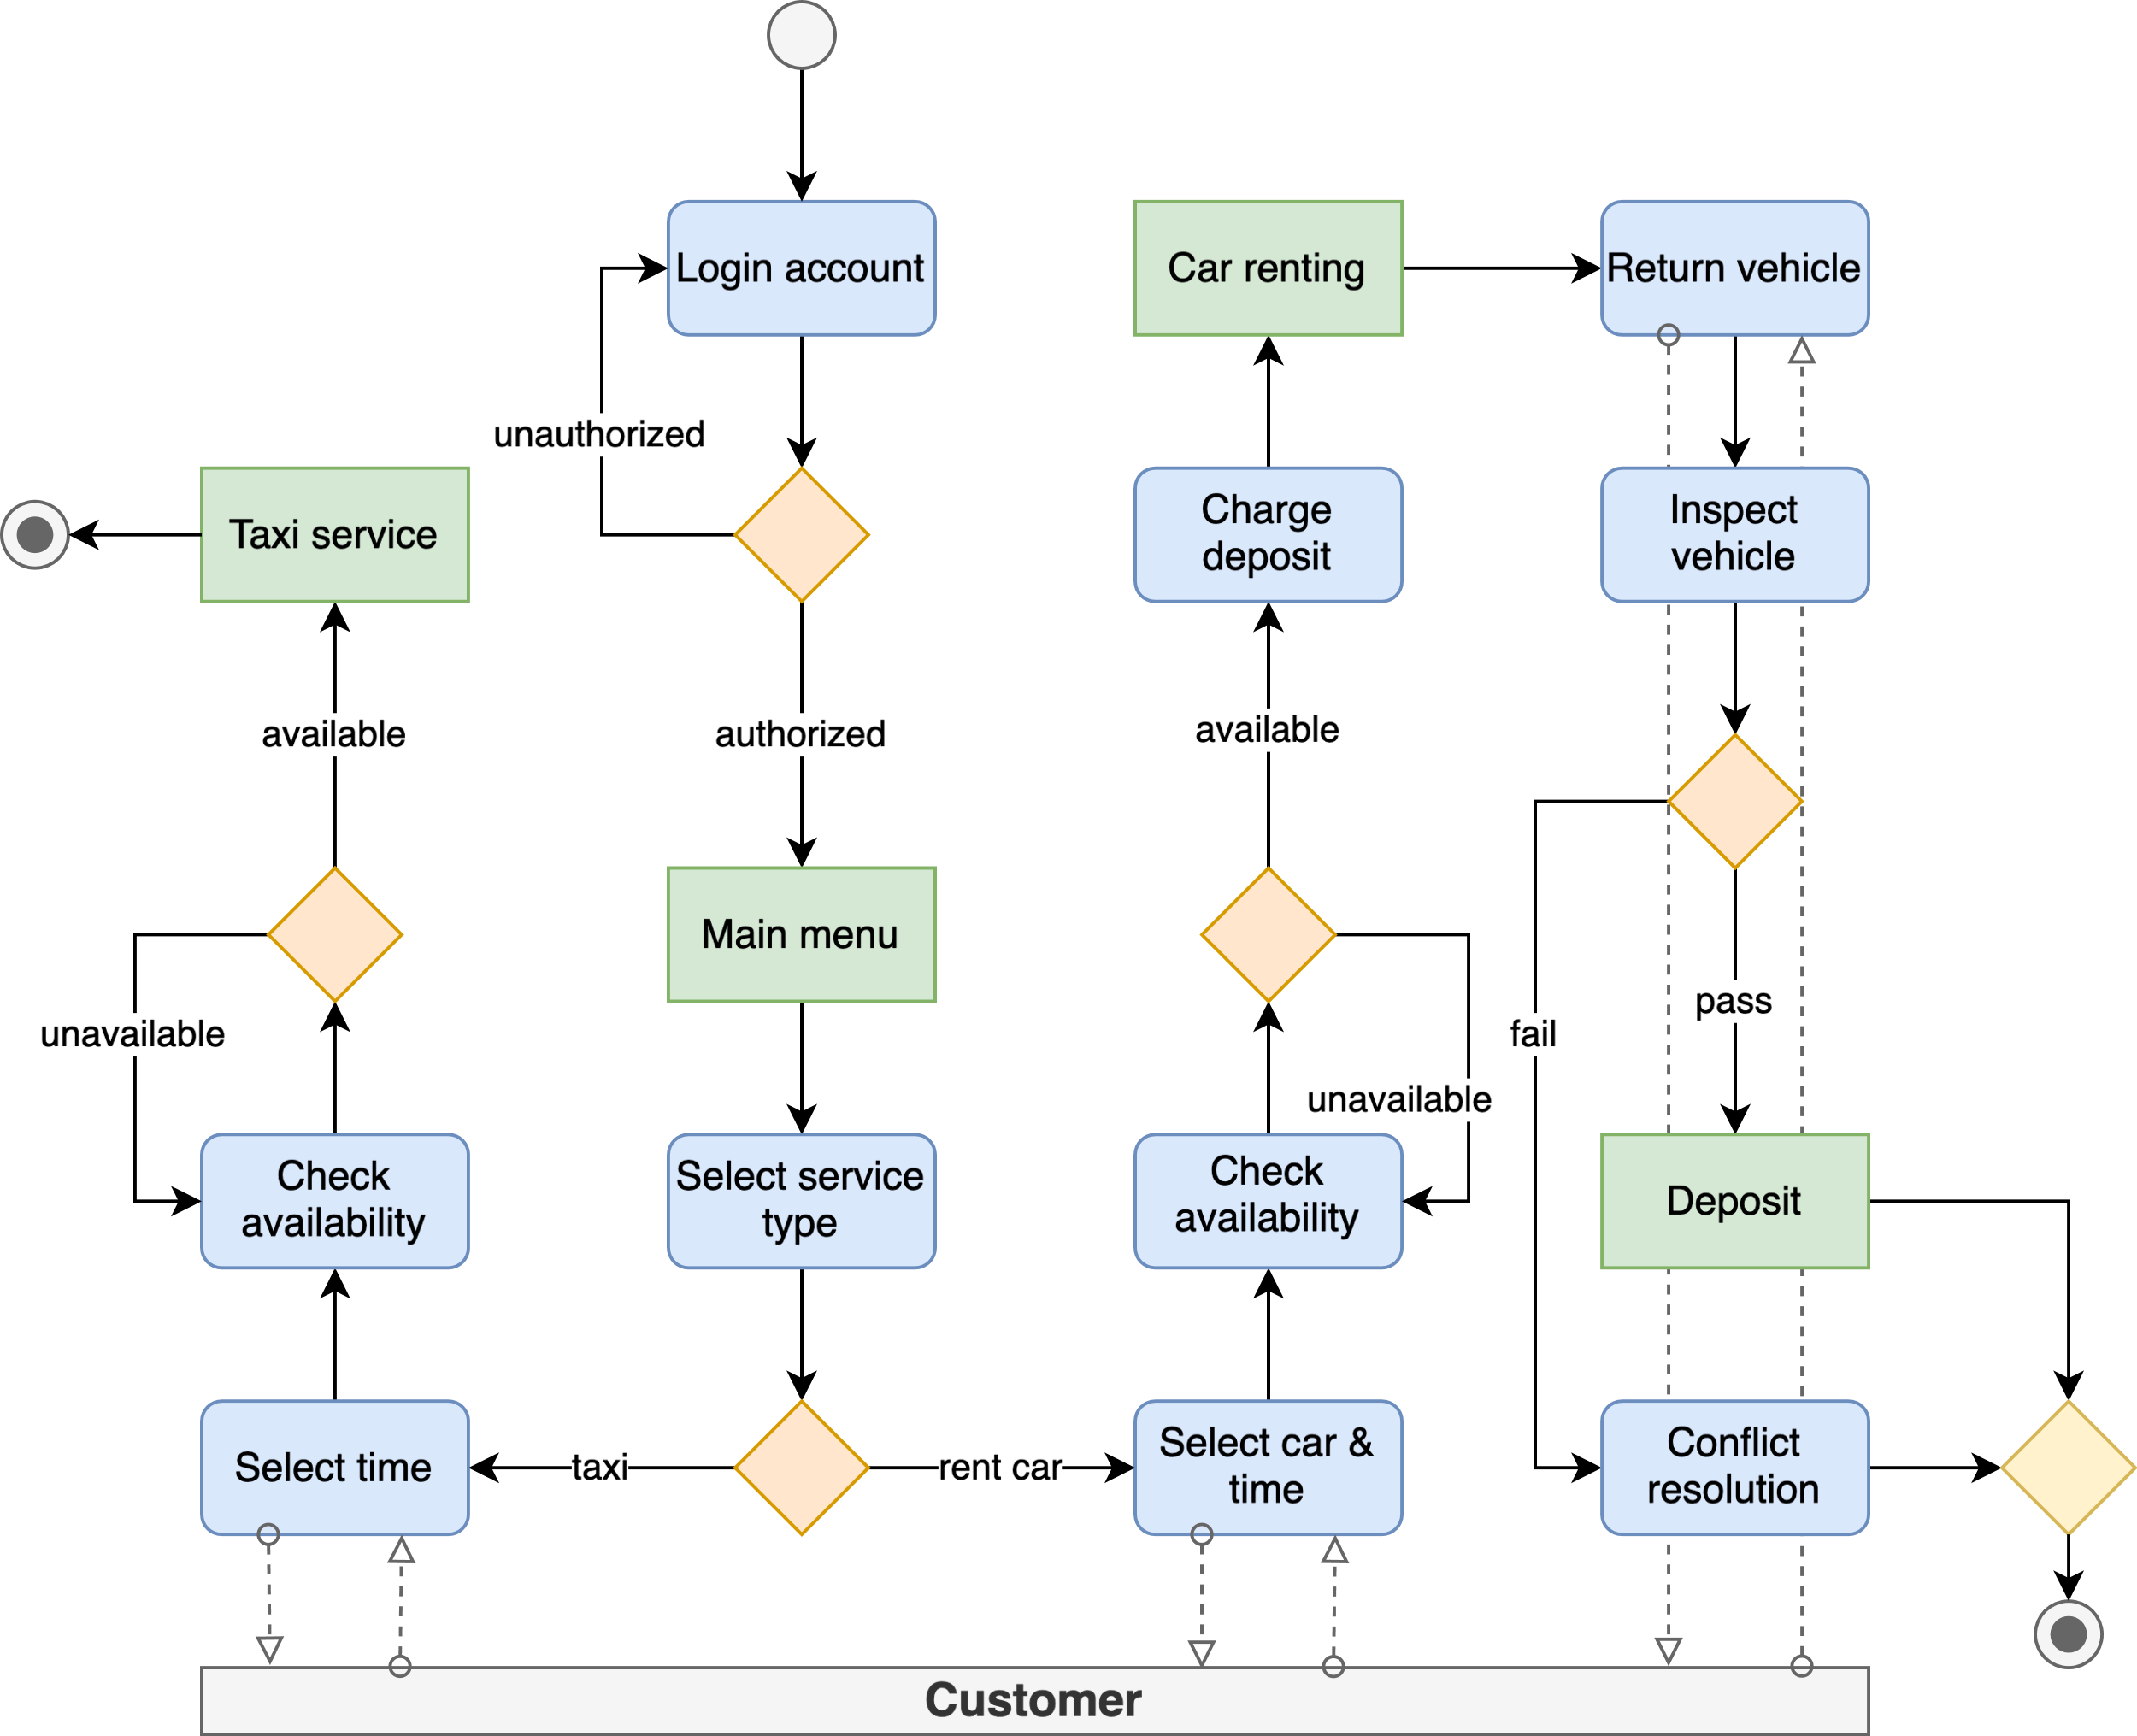 Login account
Car renting
Return vehicle
unauthorized
Taxi service
Charge
deposit
Inspect
vehicle
available
authorized
available
Main menu
unavailable
pass
fail
unavailable
Check
availability
Select service
type
Check
availability
Deposit
Select time
taxi
rent car
Select car &
time
Conflict
resolution
Customer